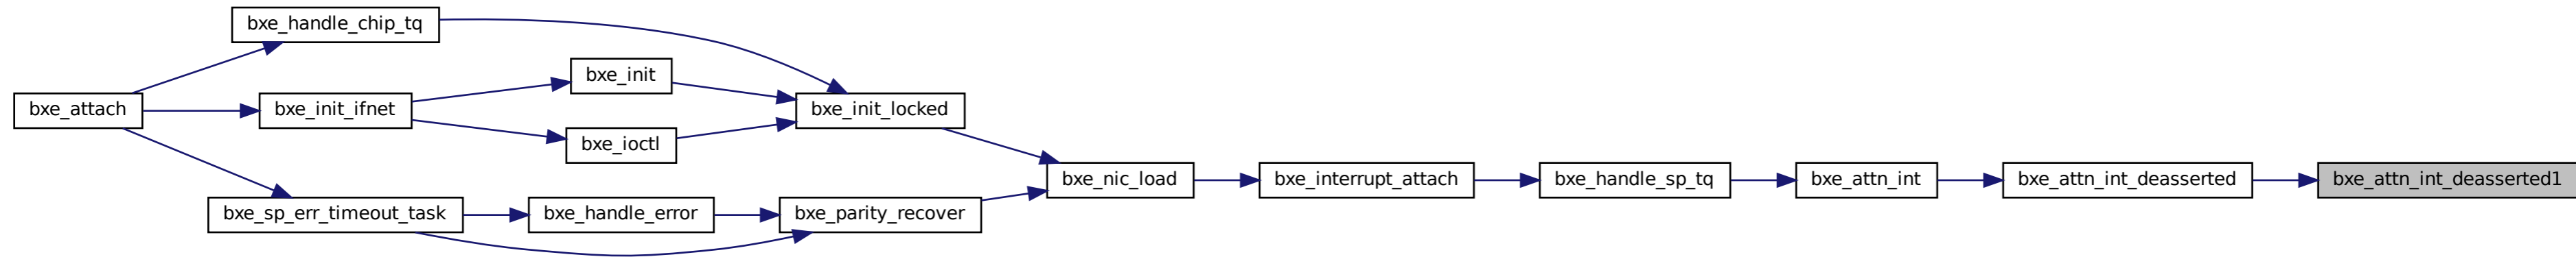 bxe_handle_chip_tq
bxe_init
bxe_attach
bxe_init_ifnet
bxe_init_locked
bxe_ioctl
bxe_nic_load
bxe_interrupt_attach
bxe_handle_sp_tq
bxe_attn_int
bxe_attn_int_deasserted
bxe_attn_int_deasserted1
bxe_sp_err_timeout_task
bxe_handle_error
bxe_parity_recover